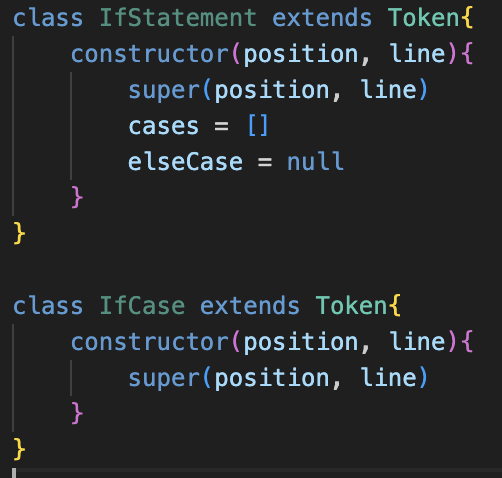 class IfStatement extends Token{
    constructor(position, line){
        super(position, line)
        cases = []
        elseCase = null
    }
}

class IfCase extends Token{
    constructor(position, line){
        super(position, line)
    }
}